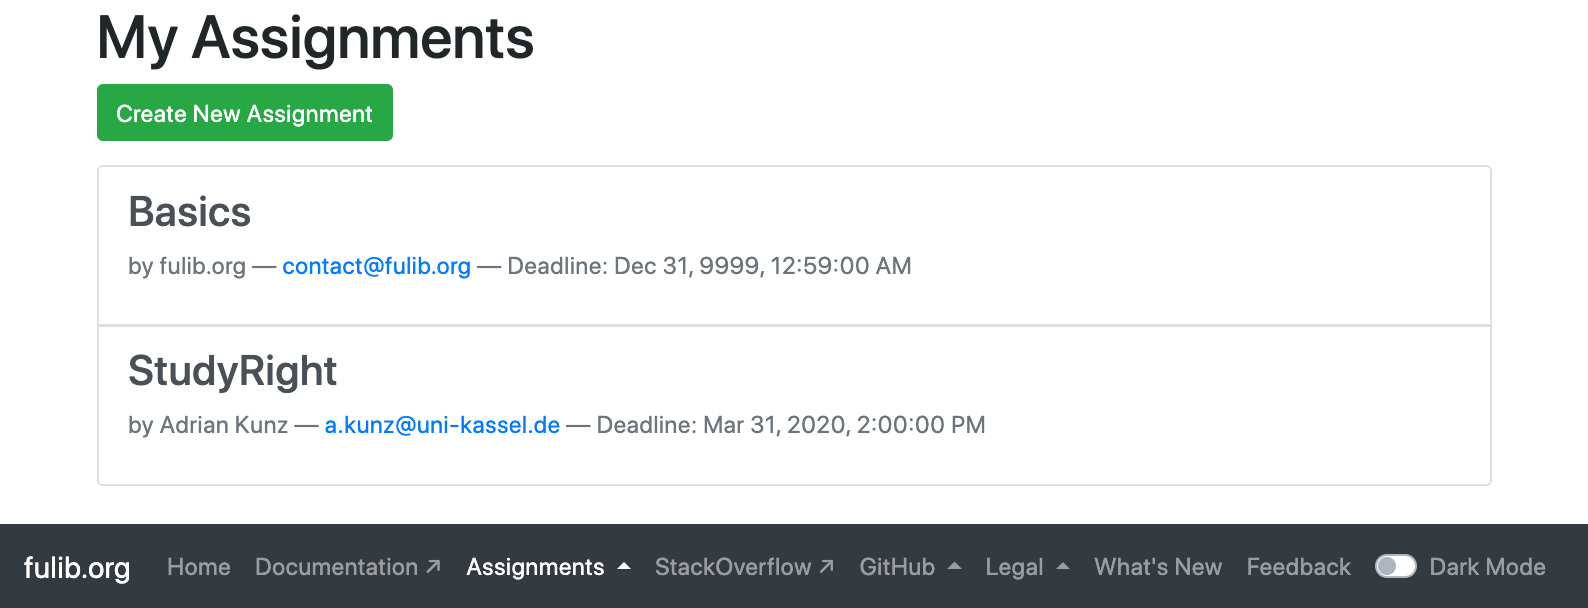 My Assignments
Create New Assignment
Basics
by fulib.org — contact@fulib.org — Deadline: Dec 31, 9999, 12:59:00 AM
StudyRight
by Adrian Kunz — a.kunz@uni-kassel.de — Deadline: Mar 31, 2020, 2:00:00 PM
fulib.org Home Documentation ↗ Assignments StackOverflow ↗ GitHub Legal What's New Feedback Dark Mode